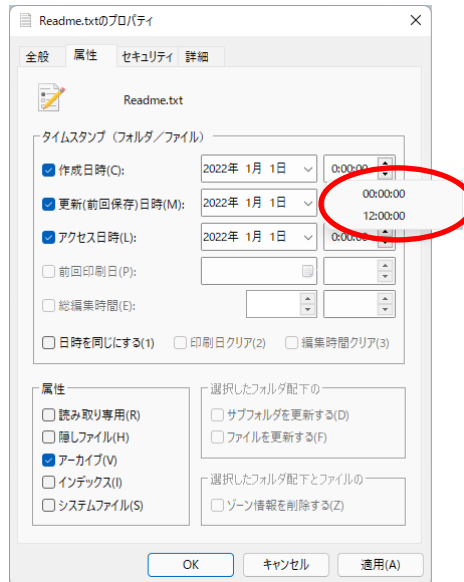 Readme.txtのプロパティ
全般 属性 セキュリティ 詳細
Readme.txt
タイムスタンプ（フォルダ／ファイル）
作成日時(C): 2022年 1月 1日 0:00:00
更新(前回保存)日時(M): 2022年 1月 1日 00:00:00
12:00:00
アクセス日時(L): 2022年 1月 1日 0:00:00
前回印刷日(P):
総編集時間(E):
日時を同じにする(1) 印刷日クリア(2) 編集時間クリア(3)
属性
読み取り専用(R)
隠しファイル(H)
アーカイブ(V)
インデックス(I)
システムファイル(S)
選択したフォルダ配下の
サブフォルダを更新する(D)
ファイルを更新する(F)
選択したフォルダ配下とファイルの
ゾーン情報を削除する(Z)
OK キャンセル 適用(A)